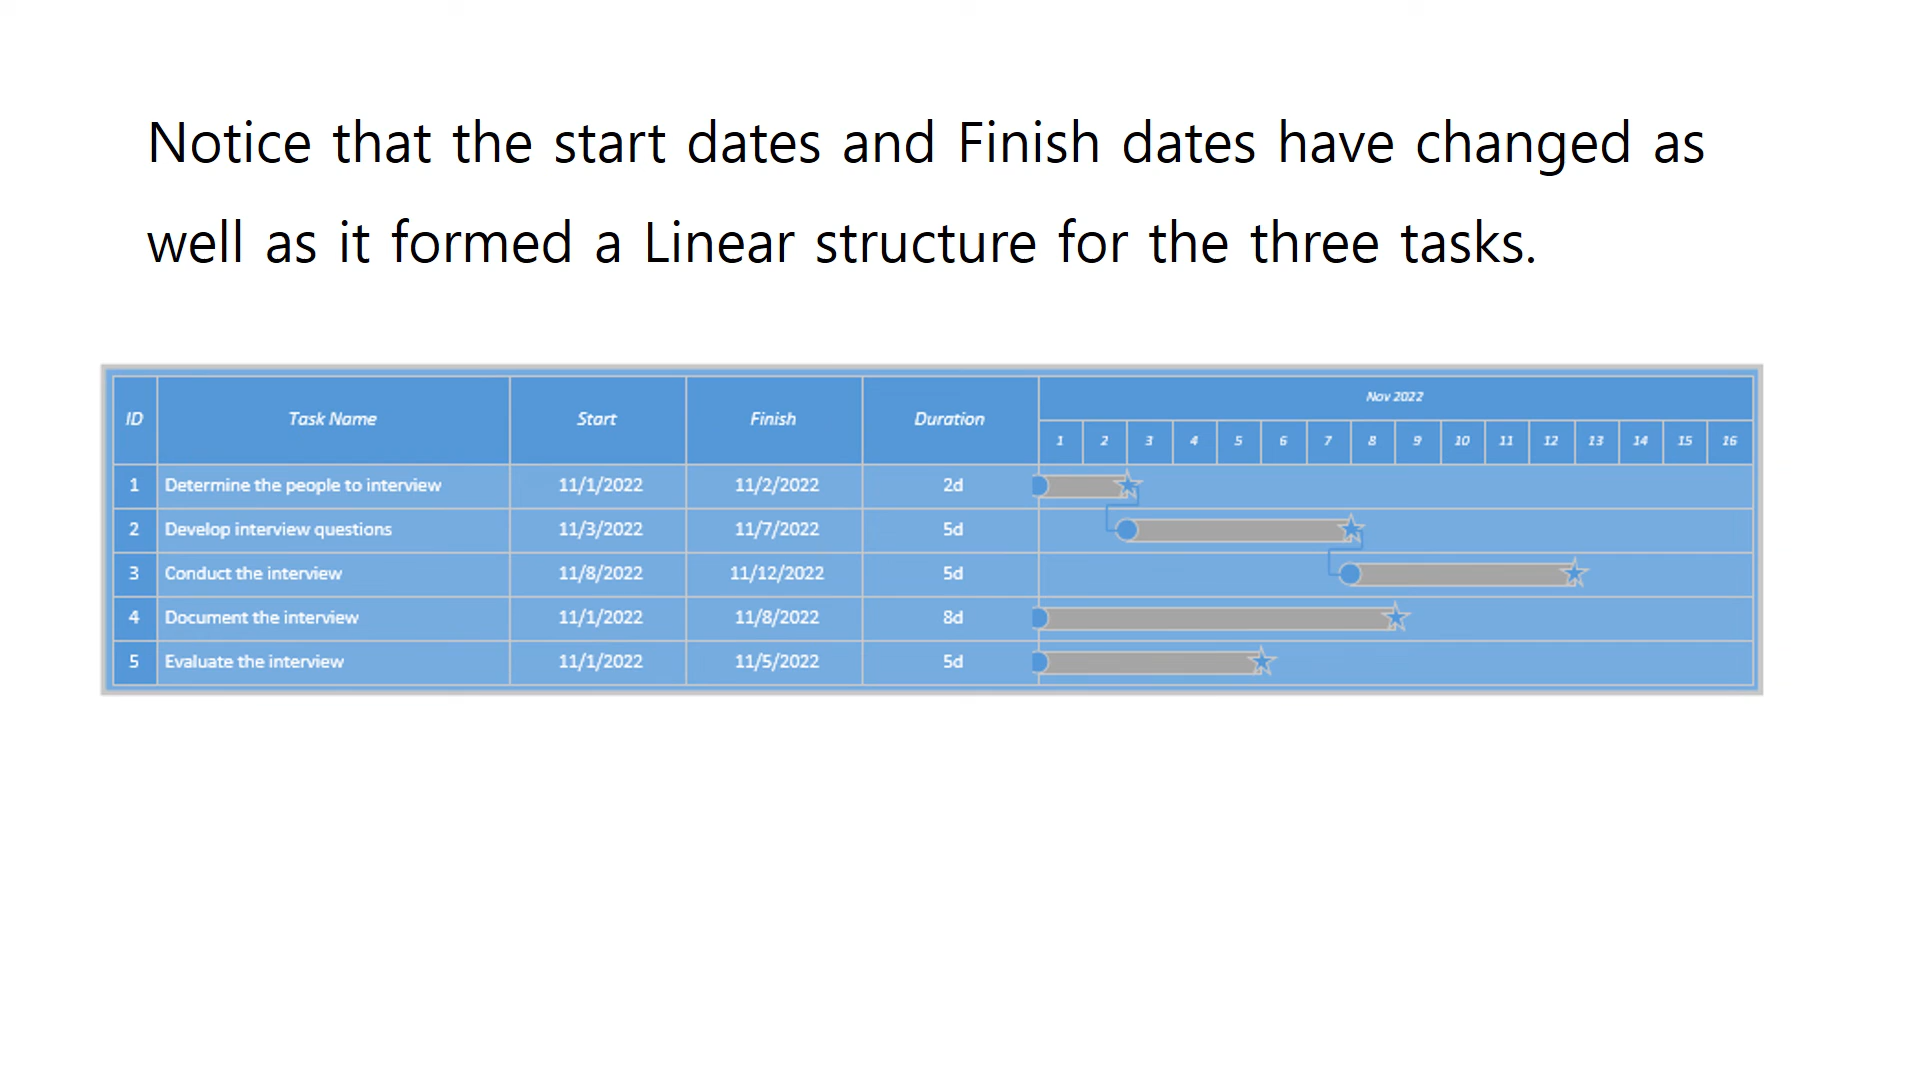 Notice that the start dates and Finish dates have changed as
well as it formed a Linear structure for the three tasks.
ID Task Name Start Finish Duration Nov 2022
1 2 3 4 5 6 7 8 9 10 11 12 13 14 15 16
1 Determine the people to interview 11/1/2022 11/2/2022 2d
2 Develop interview questions 11/3/2022 11/7/2022 5d
3 Conduct the interview 11/8/2022 11/12/2022 5d
4 Document the interview 11/1/2022 11/8/2022 8d
5 Evaluate the interview 11/1/2022 11/5/2022 5d